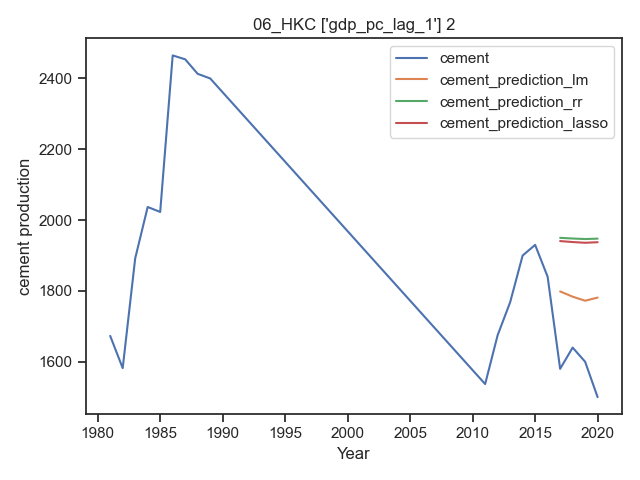 06_HKC ['gdp_pc_lag_1'] 2
cement
cement_prediction_lm
cement_prediction_rr
cement_prediction_lasso
cement production
2400
2200
2000
1800
1600
1980 1985 1990 1995 2000 2005 2010 2015 2020
Year